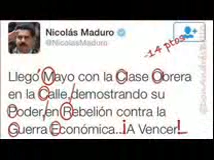 Nicolás Maduro
@NicolasMaduro
-14 ptos
Llego Mayo con la Clase Obrera
en la Calle,demostrando su
Poder,en Rebelión contra la
Guerra Económica..¡A Vencer!